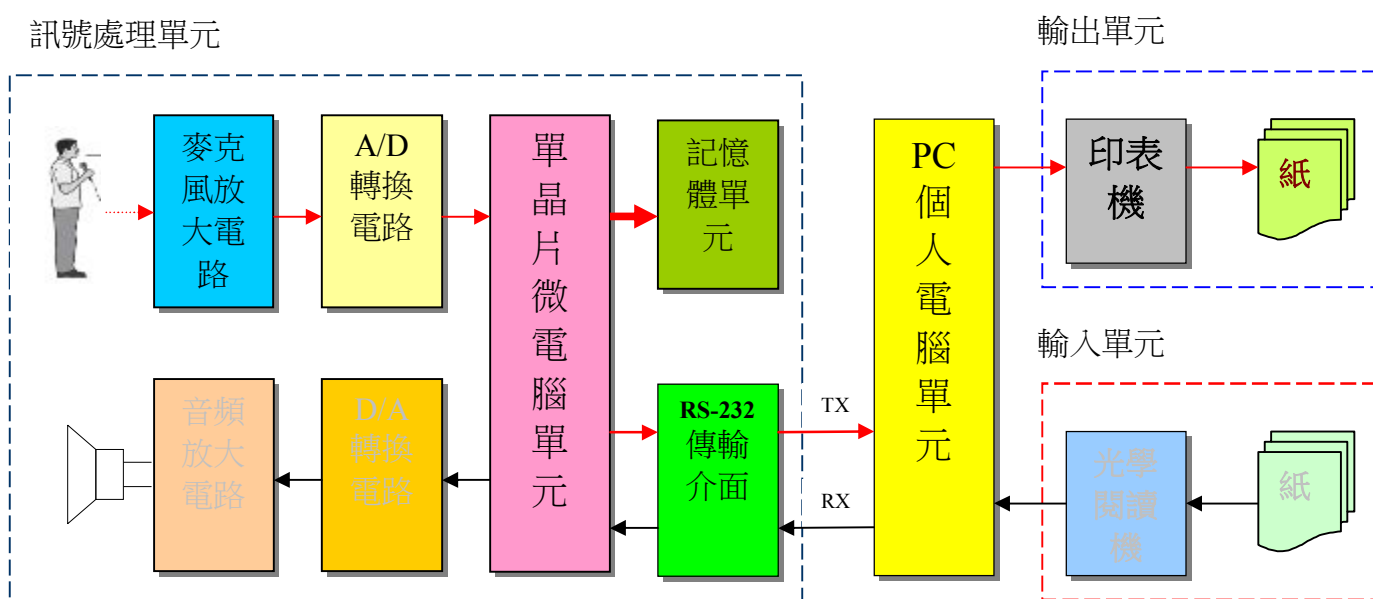 訊號處理單元
輸出單元
麥克
風放
大電
路
A/D
轉換
電路
單
晶
片
微
電
腦
單
元
記憶
體單
元
PC
個
人
電
腦
單
元
印表
機
紙
輸入單元
音頻
放大
電路
D/A
轉換
電路
RS-232
傳輸
介面
TX
RX
光學
閱讀
機
紙